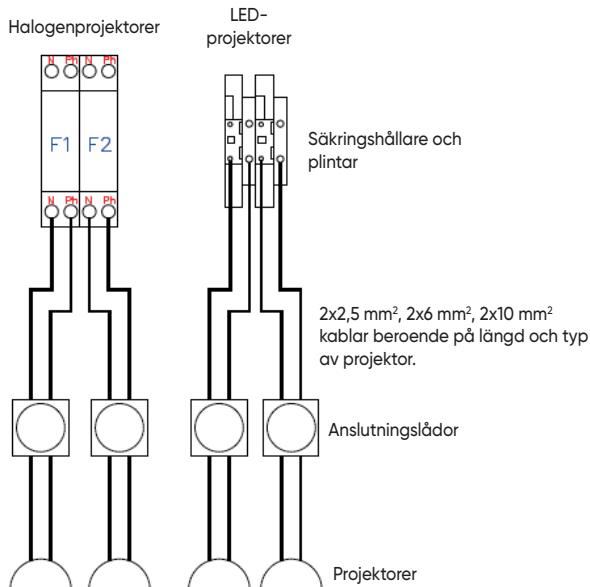 Halogenprojektorer
LED-
projektorer
N Ph N Ph
F1 F2
N Ph N Ph
Säkringshållare och
plintar
2x2,5 mm², 2x6 mm², 2x10 mm²
kablar beroende på längd och typ
av projektor.
Anslutningslådor
Projektorer